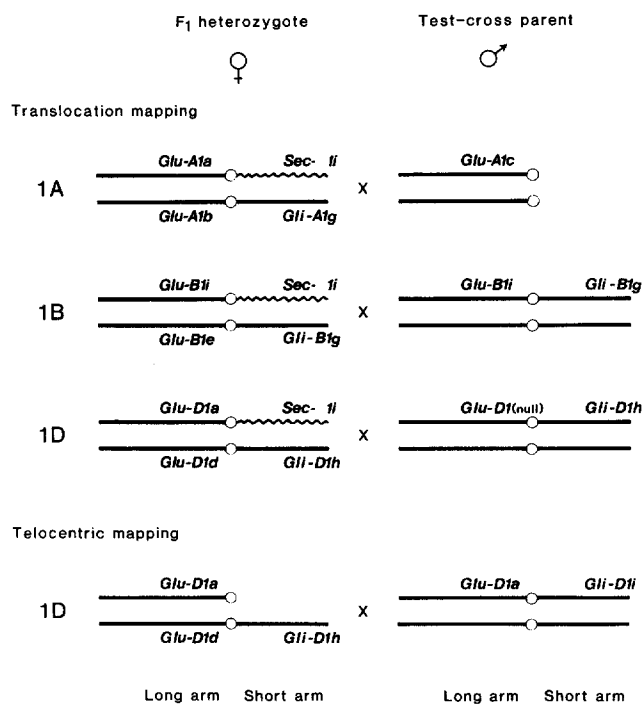 F1 heterozygote Test-cross parent
♀ ♂
Translocation mapping
Glu-A1a Sec- 1i Glu-A1c
1A x
Glu-A1b Gli-A1g
Glu-B1i Sec- 1i Glu-B1i Gli-B1g
1B x
Glu-B1e Gli-B1g
Glu-D1a Sec- 1i Glu-D1(null) Gli-D1h
1D x
Glu-D1d Gli-D1h
Telocentric mapping
Glu-D1a Glu-D1a Gli-D1i
1D x
Glu-D1d Gli-D1h
Long arm Short arm Long arm Short arm